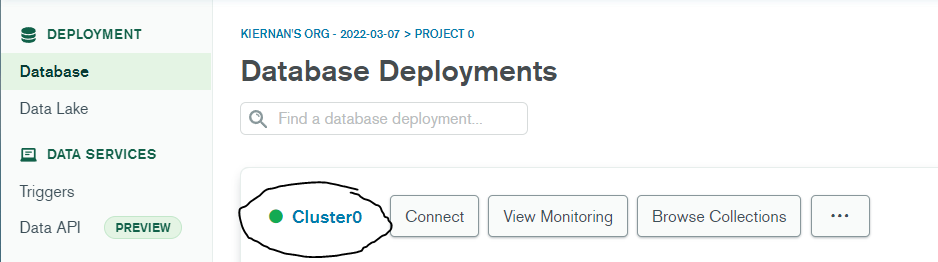 DEPLOYMENT
Database
Data Lake
DATA SERVICES
Triggers
Data API PREVIEW
KIERNAN'S ORG - 2022-03-07 > PROJECT 0
Database Deployments
Find a database deployment...
Cluster0 Connect View Monitoring Browse Collections ...